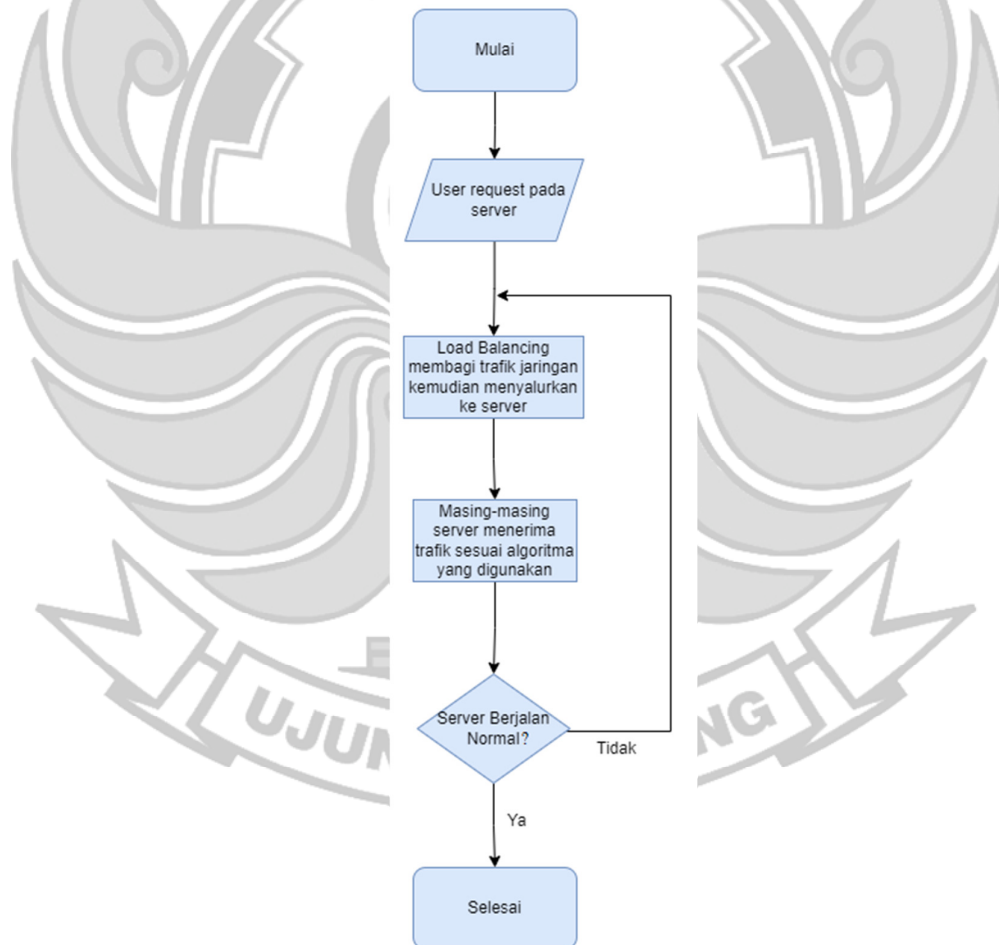 Mulai
User request pada
server
Load Balancing
membagi trafik jaringan
kemudian menyalurkan
ke server
Masing-masing
server menerima
trafik sesuai algoritma
yang digunakan
Server Berjalan
Normal?
Tidak
Ya
Selesai